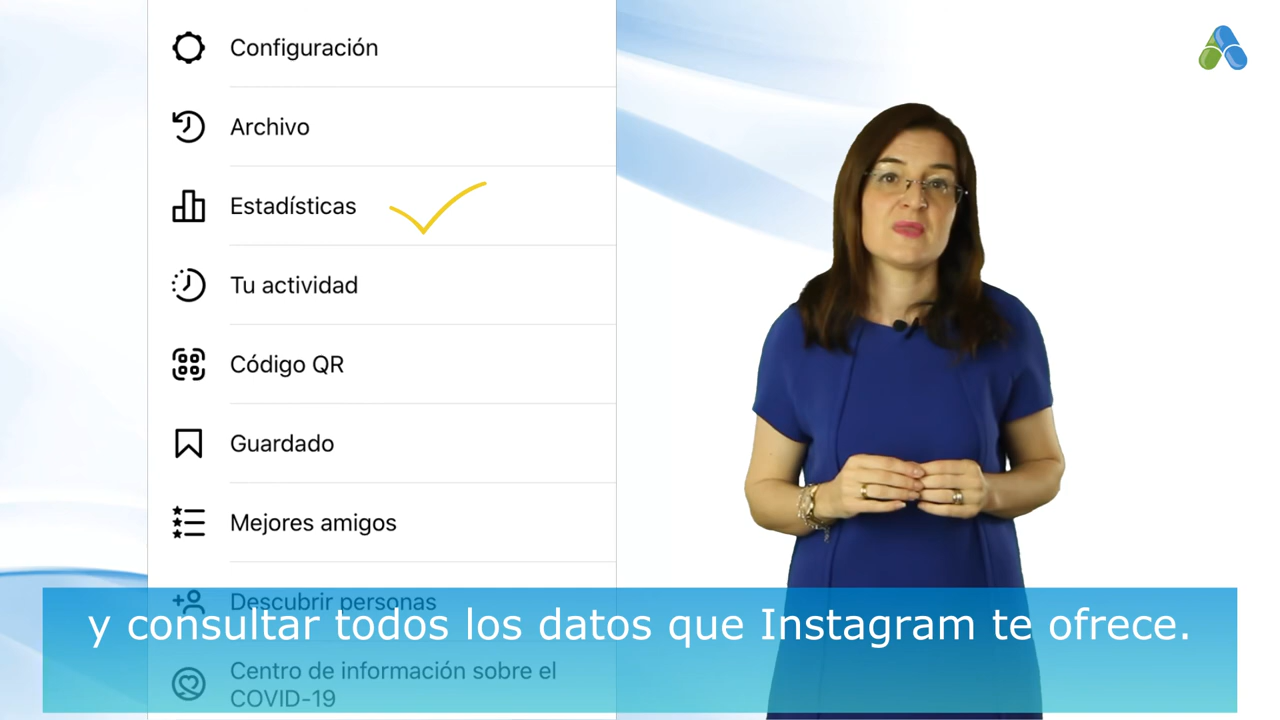 Configuración
Archivo
Estadísticas
Tu actividad
Código QR
Guardado
Mejores amigos
Descubrir personas
y consultar todos los datos que Instagram te ofrece.
Centro de información sobre el
COVID-19